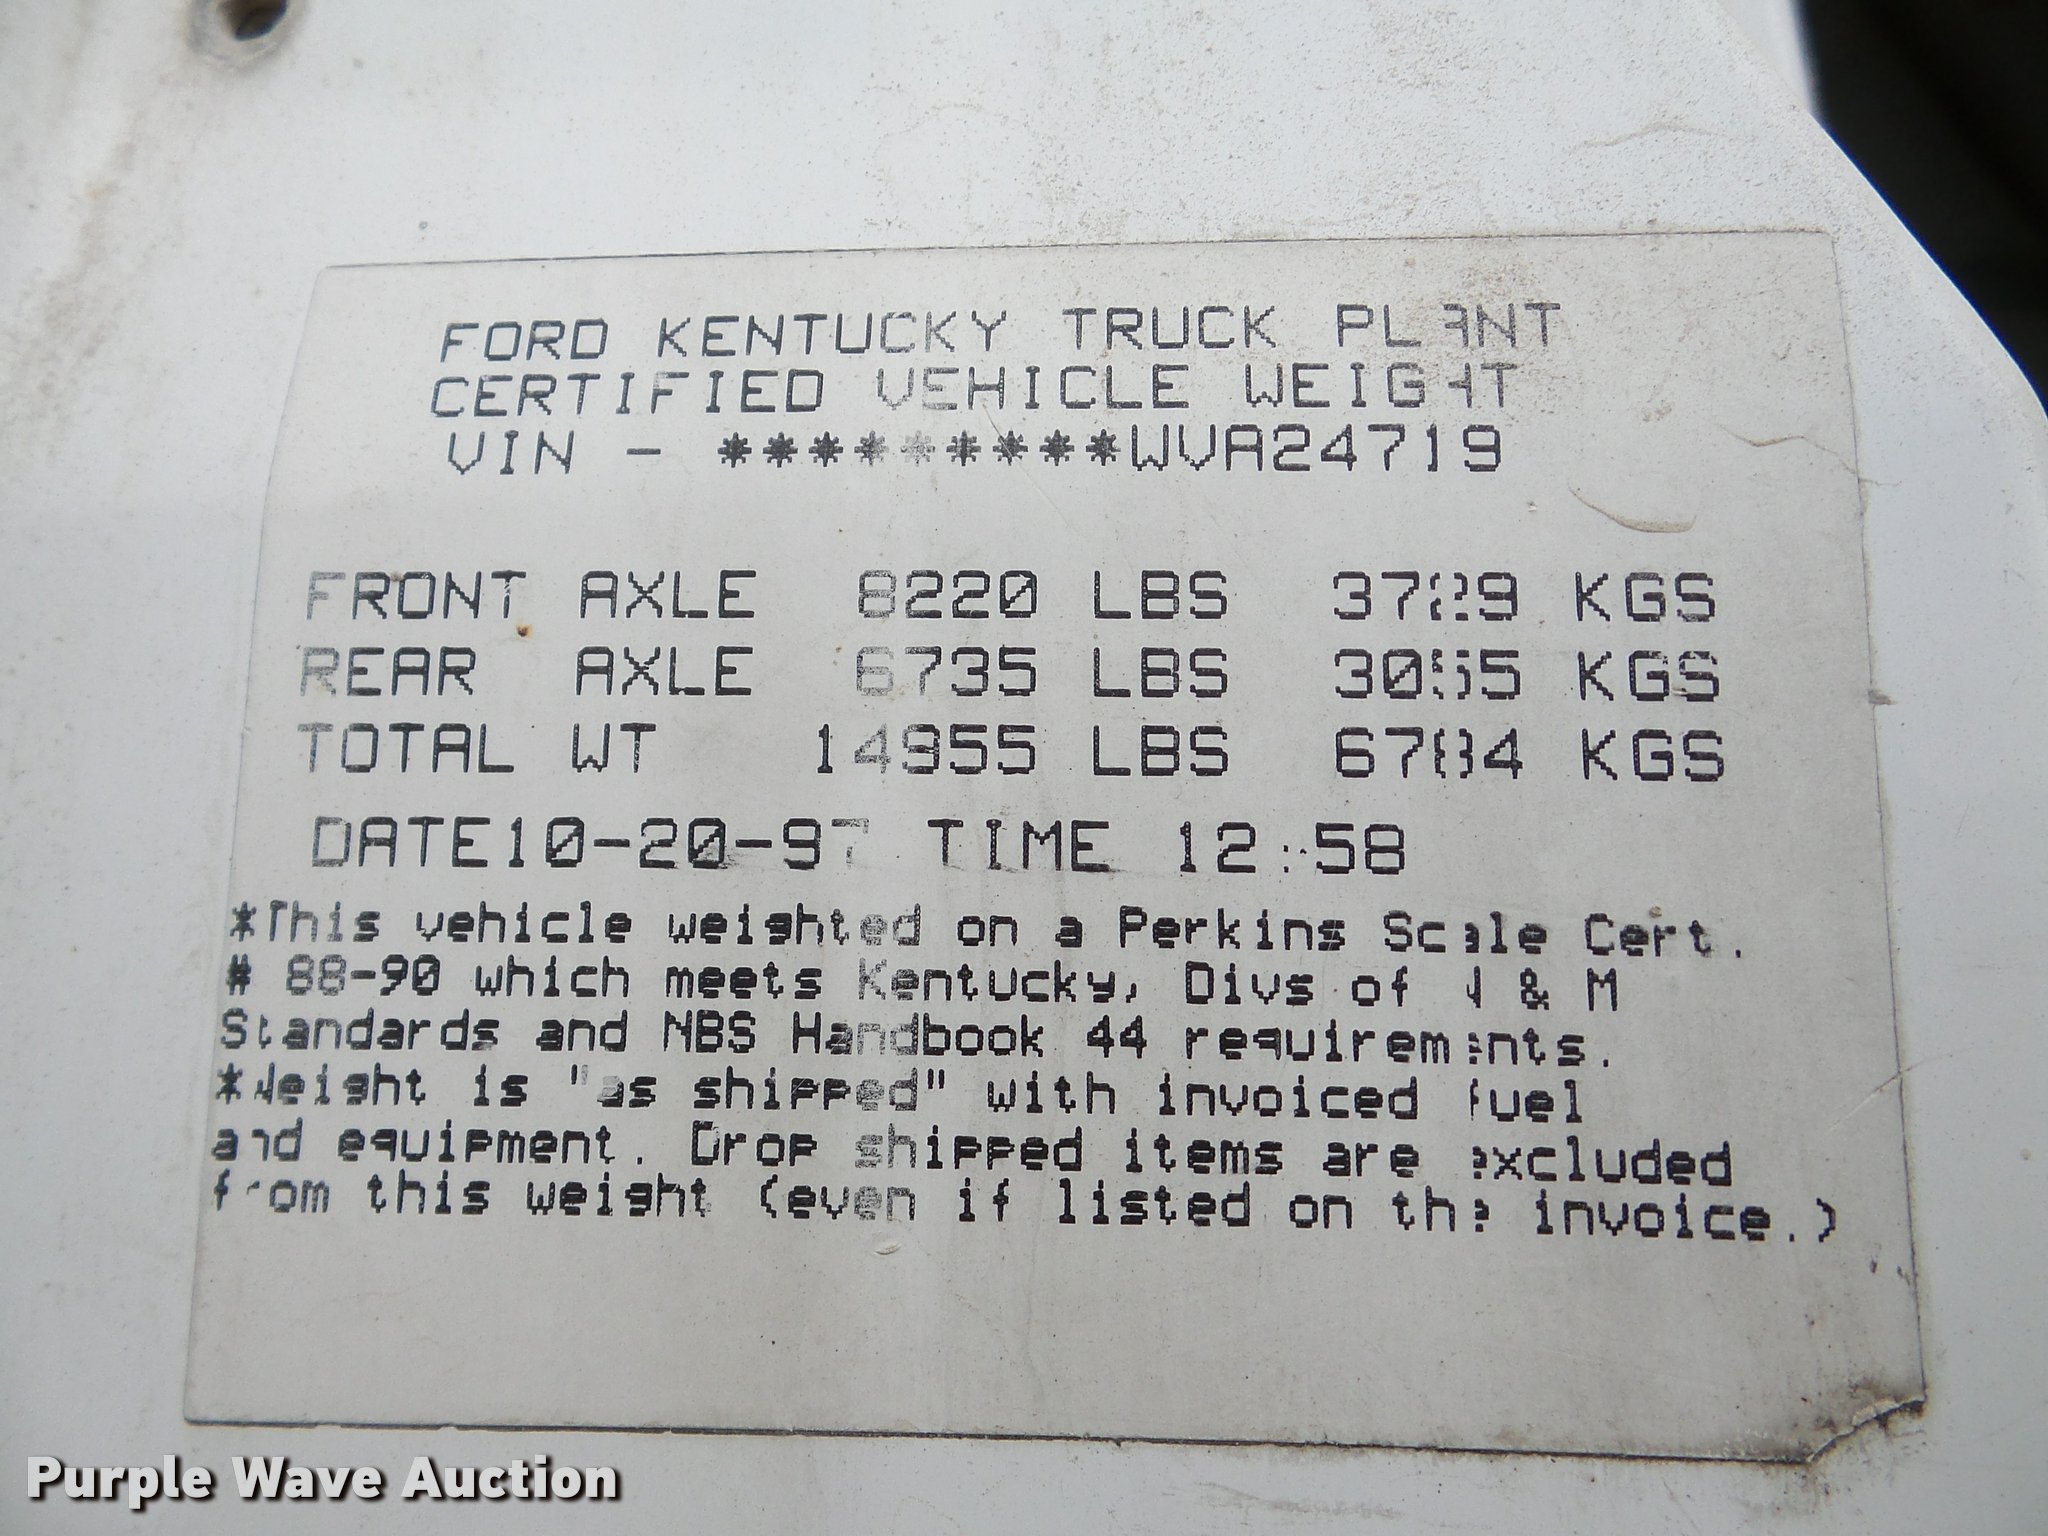 FORD KENTUCKY TRUCK PLANT
CERTIFIED VEHICLE WEIGHT
VIN - *********WVA24719
FRONT AXLE 8220 LBS 3729 KGS
REAR AXLE 6735 LBS 3055 KGS
TOTAL WT 14955 LBS 6784 KGS
DATE10-20-97 TIME 12:58
*This vehicle weighted on a Perkins Scale Cert.
# 88-90 which meets Kentucky, Divs of W & M
Standards and NBS Handbook 44 requirements.
*Weight is "as shipped" with invoiced fuel
and equipment. Drop shipped items are excluded
from this weight (even if listed on the invoice.)
Purple Wave Auction